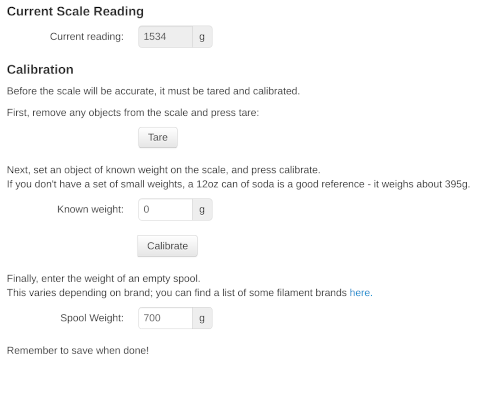 Current Scale Reading
Current reading: 1534 g
Calibration
Before the scale will be accurate, it must be tared and calibrated.
First, remove any objects from the scale and press tare:
Tare
Next, set an object of known weight on the scale, and press calibrate.
If you don't have a set of small weights, a 12oz can of soda is a good reference - it weighs about 395g.
Known weight: 0 g
Calibrate
Finally, enter the weight of an empty spool.
This varies depending on brand; you can find a list of some filament brands here.
Spool Weight: 700 g
Remember to save when done!